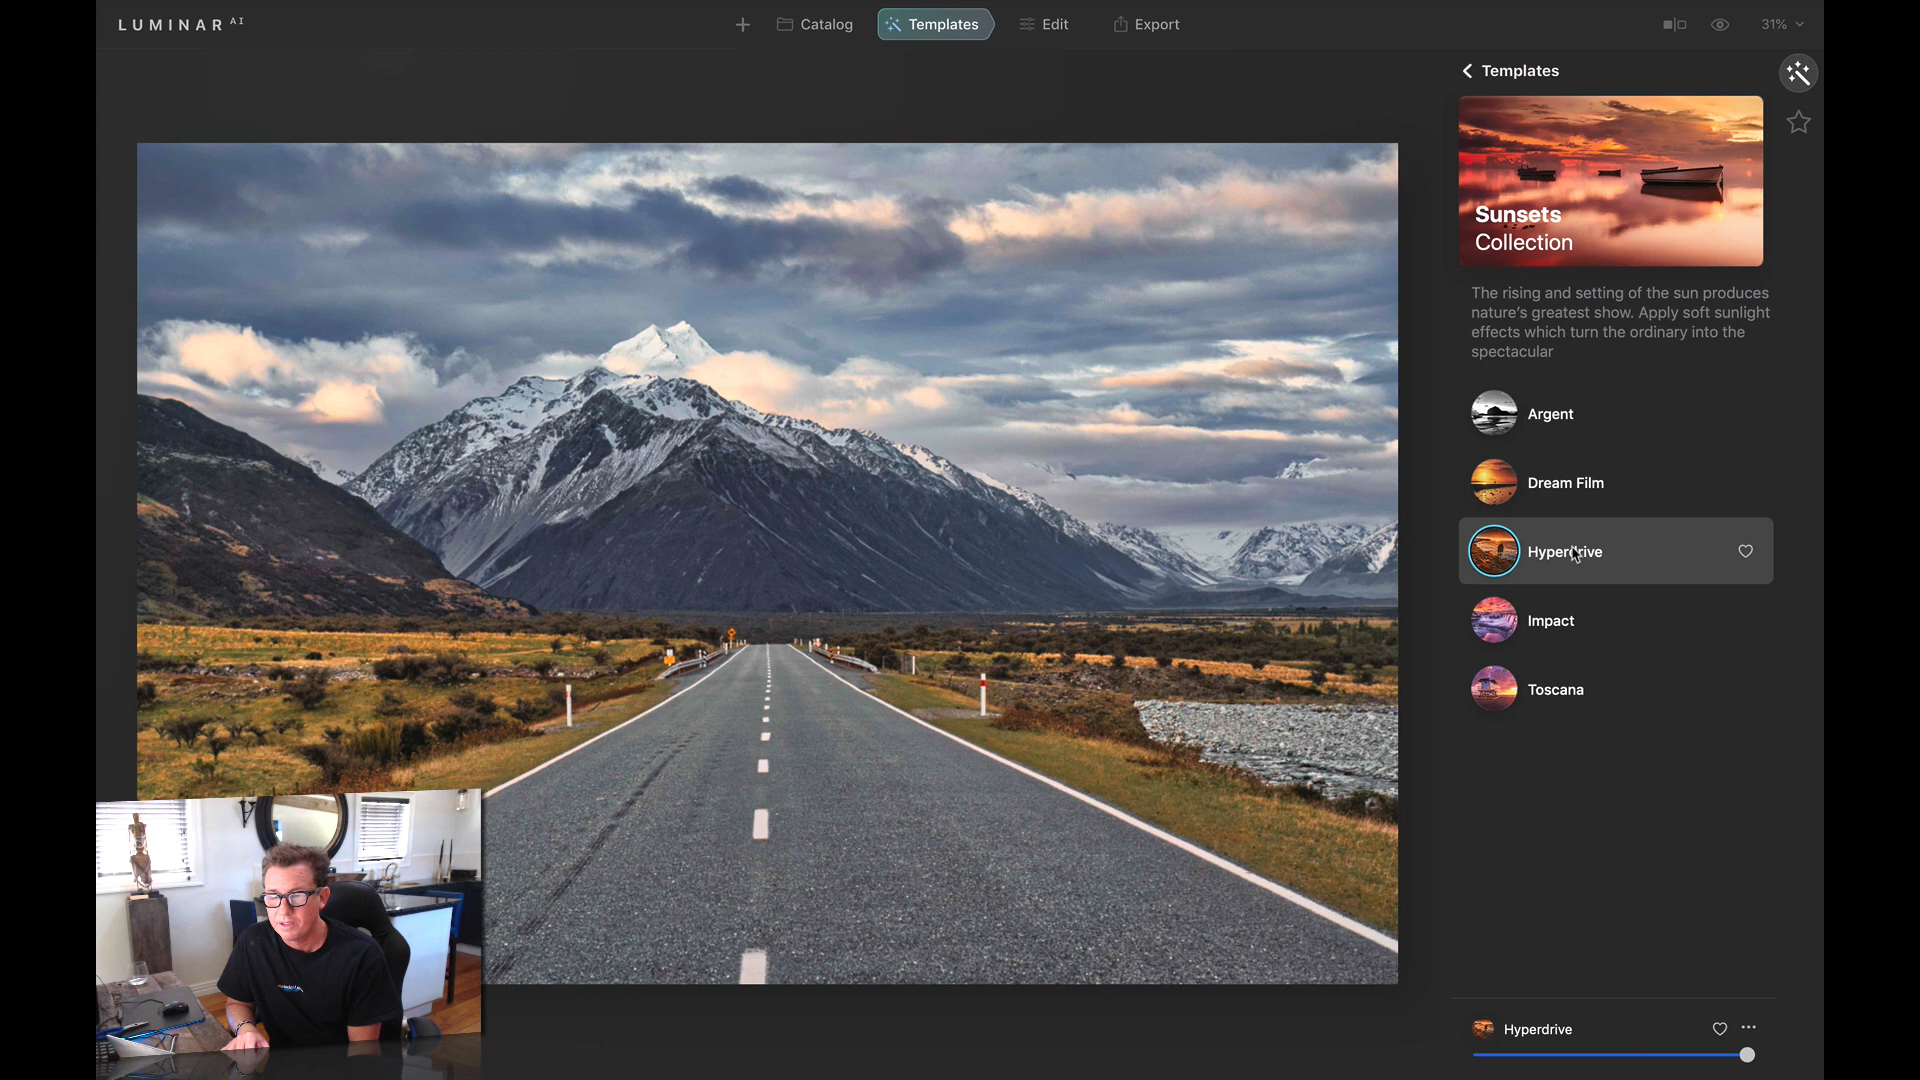 LUMINAR AI
Catalog
Templates
Edit
Export
31%
Templates
Sunsets
Collection
The rising and setting of the sun produces
nature's greatest show. Apply soft sunlight
effects which turn the ordinary into the
spectacular
Argent
Dream Film
Hyperdrive
Impact
Toscana
Hyperdrive